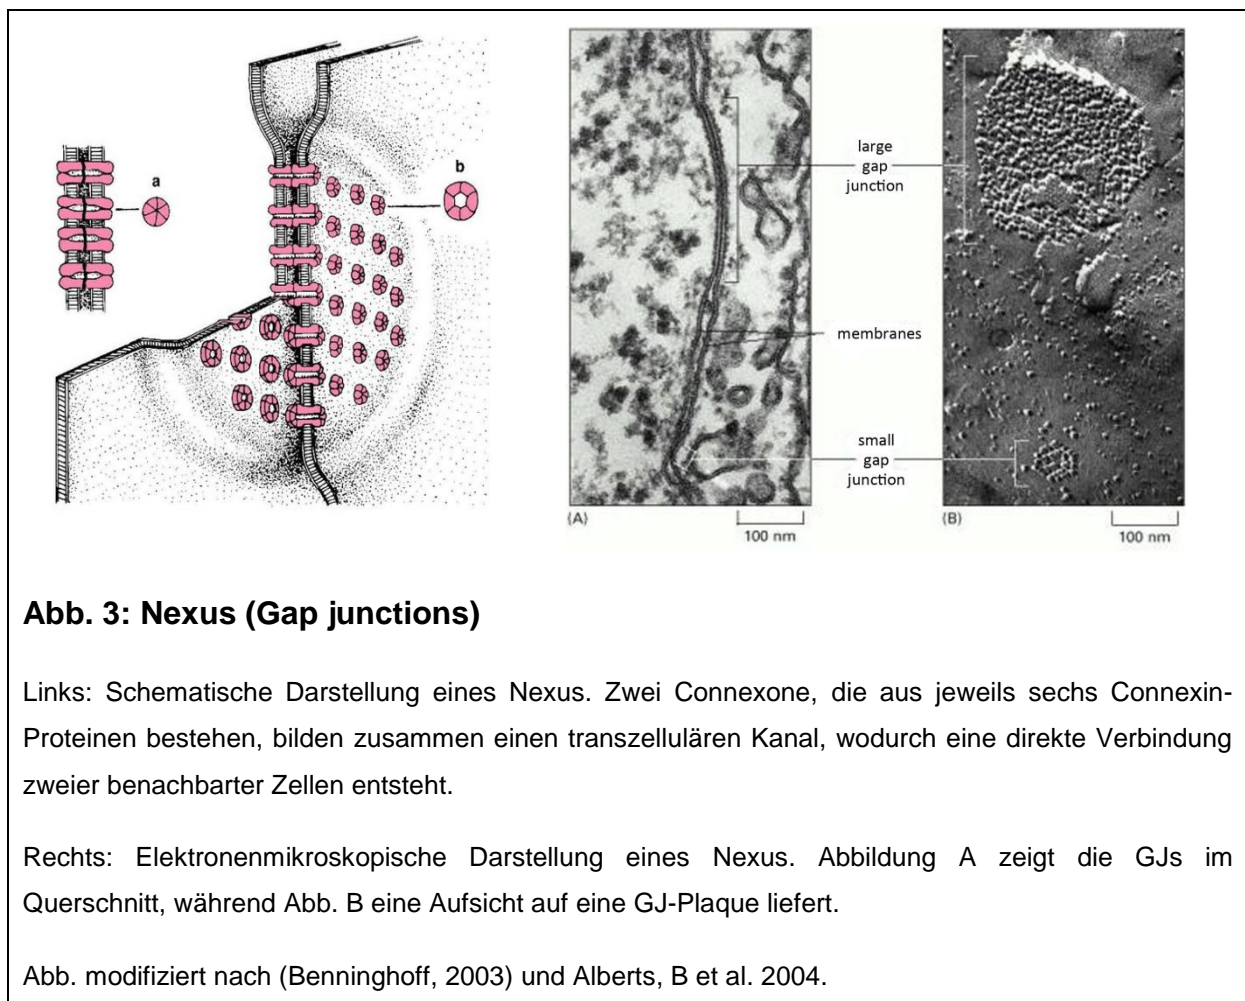 a
b
large
gap
junction
membranes
small
gap
junction
(A)
100 nm
(B)
100 nm
Abb. 3: Nexus (Gap junctions)
Links: Schematische Darstellung eines Nexus. Zwei Connexone, die aus jeweils sechs Connexin-
Proteinen bestehen, bilden zusammen einen transzellulären Kanal, wodurch eine direkte Verbindung
zweier benachbarter Zellen entsteht.
Rechts: Elektronenmikroskopische Darstellung eines Nexus. Abbildung A zeigt die GJs im
Querschnitt, während Abb. B eine Aufsicht auf eine GJ-Plaque liefert.
Abb. modifiziert nach (Benninghoff, 2003) und Alberts, B et al. 2004.